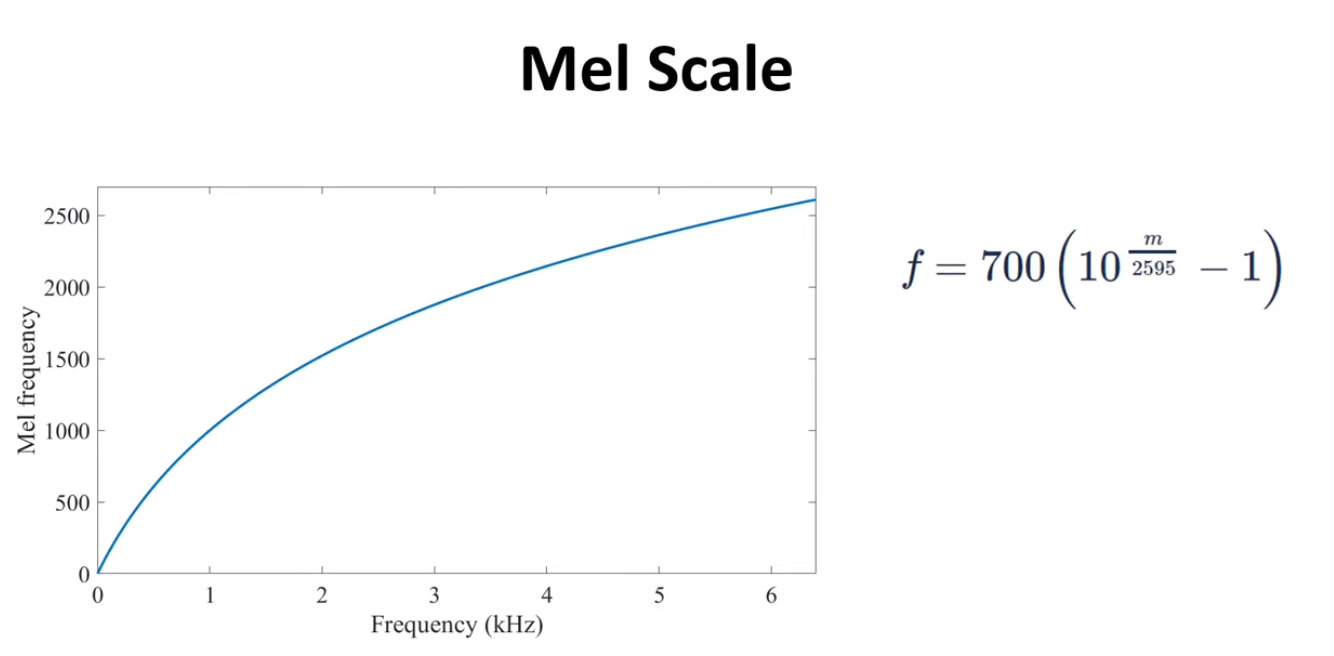 Mel Scale
2500
2000
1500
1000
500
0
Mel frequency
0 1 2 3 4 5 6
Frequency (kHz)
f = 700 (10^{m/2595} − 1)